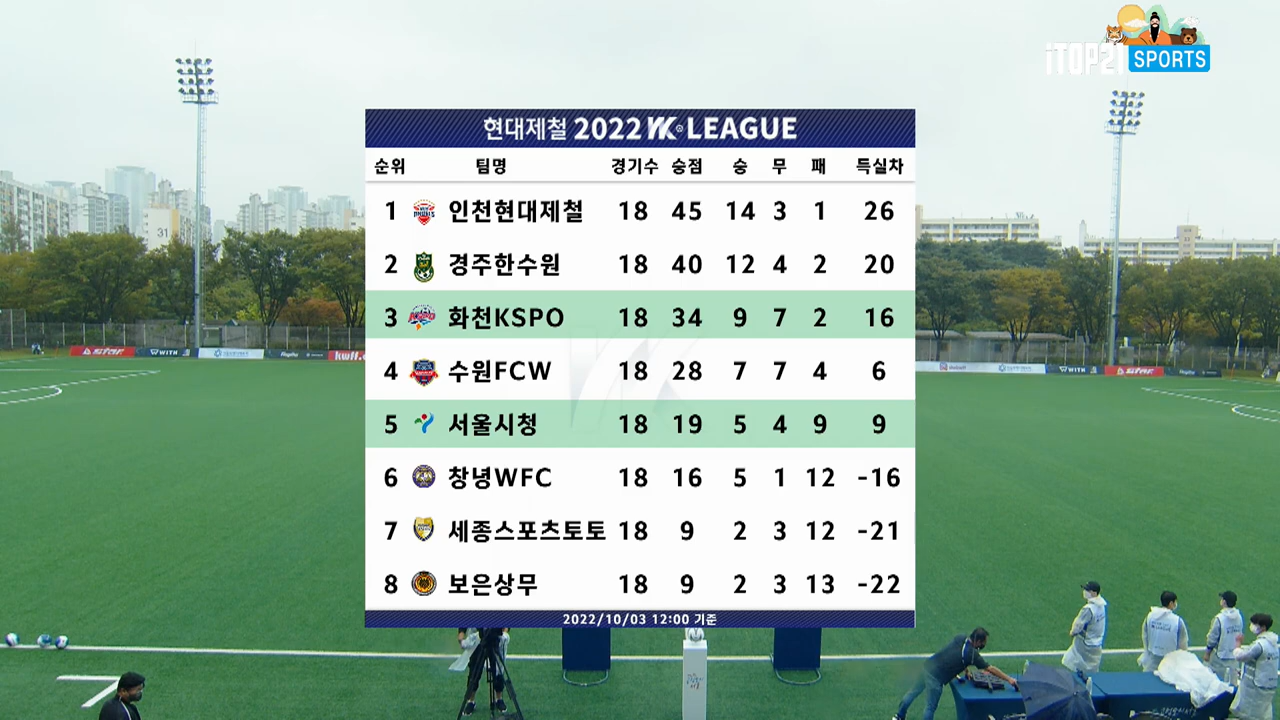 iTOP21 SPORTS
현대제철 2022 WK LEAGUE
순위 팀명 경기수 승점 승 무 패 득실차
1 인천현대제철 18 45 14 3 1 26
2 경주한수원 18 40 12 4 2 20
3 화천KSPO 18 34 9 7 2 16
4 수원FCW 18 28 7 7 4 6
5 서울시청 18 19 5 4 9 9
6 창녕WFC 18 16 5 1 12 -16
7 세종스포츠토토 18 9 2 3 12 -21
8 보은상무 18 9 2 3 13 -22
2022/10/03 12:00 기준
31
STAR
WITH
kwff.c
WITH
STAR